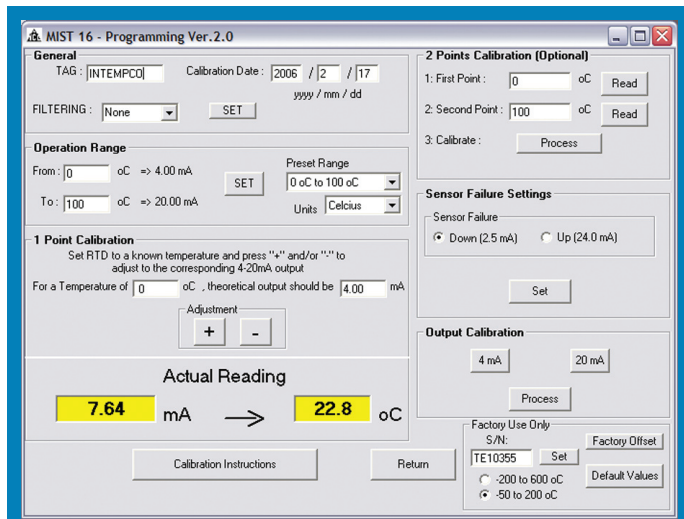 MIST 16 - Programming Ver.2.0
General
TAG : INTEMPCO
Calibration Date : 2006 / 2 / 17
yyyy / mm / dd
FILTERING : None
SET
Operation Range
From : 0 oC => 4.00 mA
To : 100 oC => 20.00 mA
SET
Preset Range
0 oC to 100 oC
Units Celcius
1 Point Calibration
Set RTD to a known temperature and press "+" and/or "-" to
adjust to the corresponding 4-20mA output
For a Temperature of 0 oC , theoretical output should be 4.00 mA
Adjustment
+ -
Actual Reading
7.64 mA 22.8 oC
Calibration Instructions
Return
2 Points Calibration (Optional)
1: First Point : 0 oC Read
2: Second Point : 100 oC Read
3: Calibrate : Process
Sensor Failure Settings
Sensor Failure
Down (2.5 mA) Up (24.0 mA)
Set
Output Calibration
4 mA 20 mA
Process
Factory Use Only
S/N:
TE10355 Set
-200 to 600 oC
-50 to 200 oC
Factory Offset
Default Values